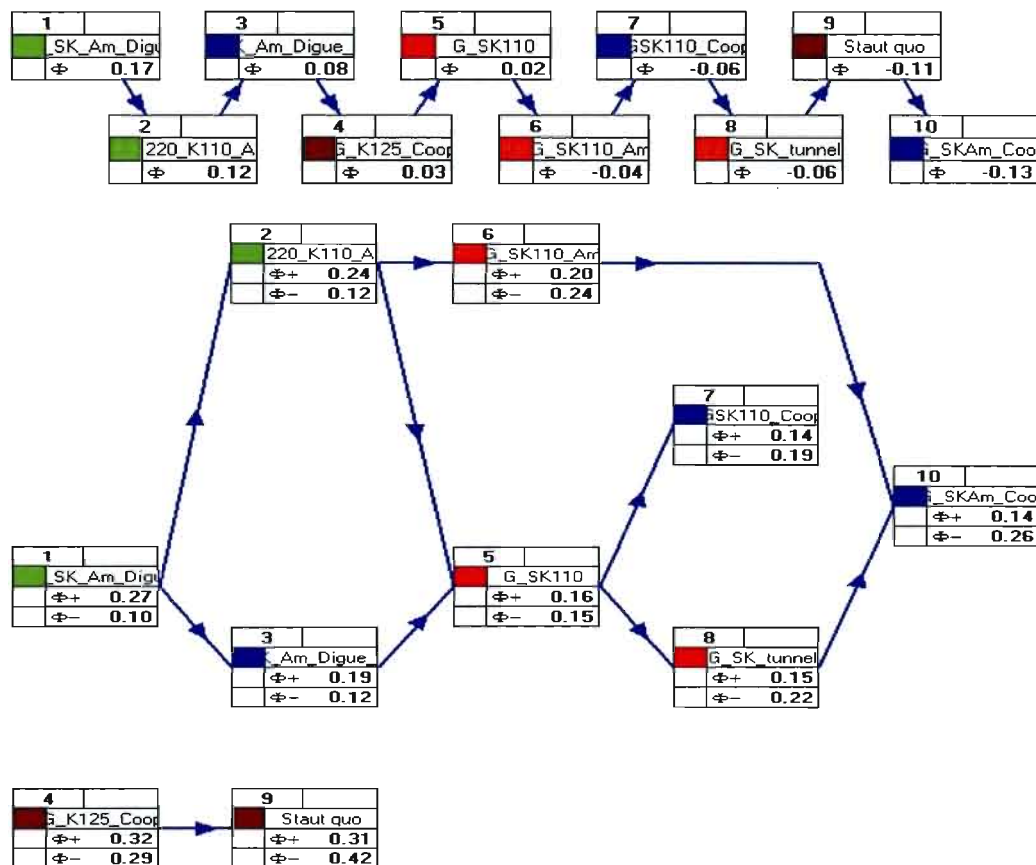 1
_SK_Am_Digu
Φ 0.17
3
K_Am_Digue_
Φ 0.08
5
G_SK110
Φ 0.02
7
GSK110_Coop
Φ -0.06
9
Staut quo
Φ -0.11
2
220_K110_A
Φ 0.12
4
G_K125_Coop
Φ 0.03
6
G_SK110_Am
Φ -0.04
8
G_SK_tunnel
Φ -0.06
10
G_SKAm_Coo
Φ -0.13
2
220_K110_A
Φ+ 0.24
Φ- 0.12
6
G_SK110_Am
Φ+ 0.20
Φ- 0.24
7
GSK110_Coop
Φ+ 0.14
Φ- 0.19
10
G_SKAm_Coo
Φ+ 0.14
Φ- 0.26
1
_SK_Am_Digu
Φ+ 0.27
Φ- 0.10
5
G_SK110
Φ+ 0.16
Φ- 0.15
3
K_Am_Digue_
Φ+ 0.19
Φ- 0.12
8
G_SK_tunnel
Φ+ 0.15
Φ- 0.22
4
G_K125_Coop
Φ+ 0.32
Φ- 0.29
9
Staut quo
Φ+ 0.31
Φ- 0.42